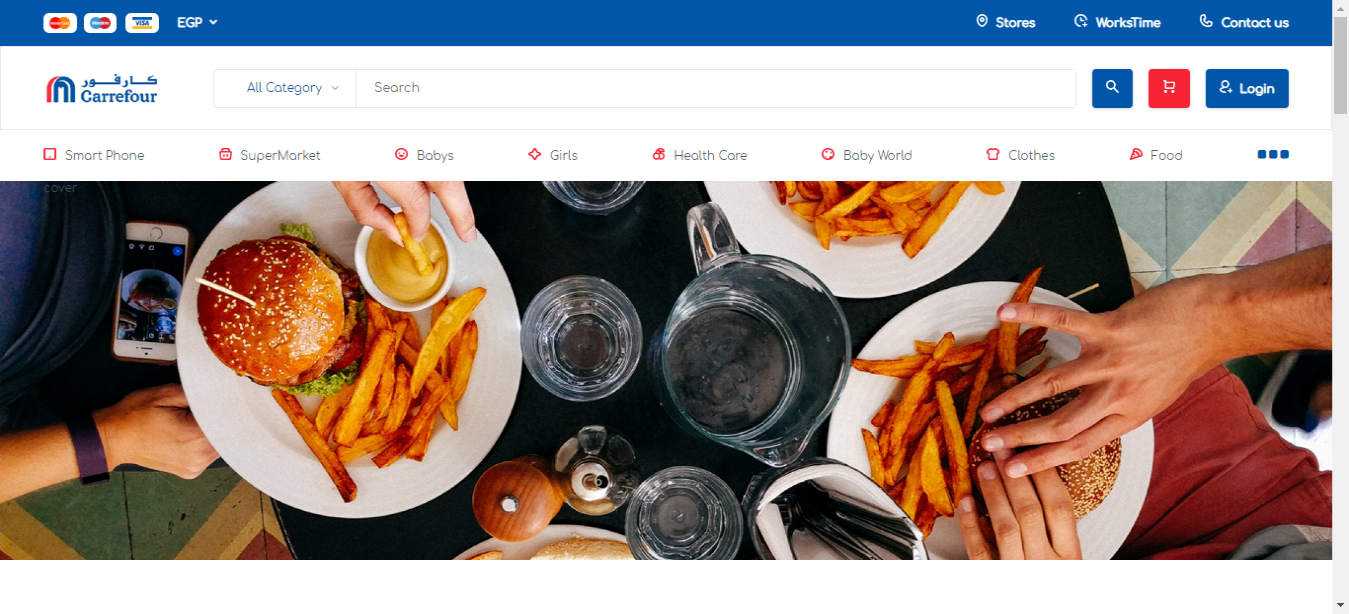 VISA
EGP
Stores
WorksTime
Contact us
كارفور
Carrefour
All Category
Search
Login
Smart Phone
SuperMarket
Babys
Girls
Health Care
Baby World
Clothes
Food
cover